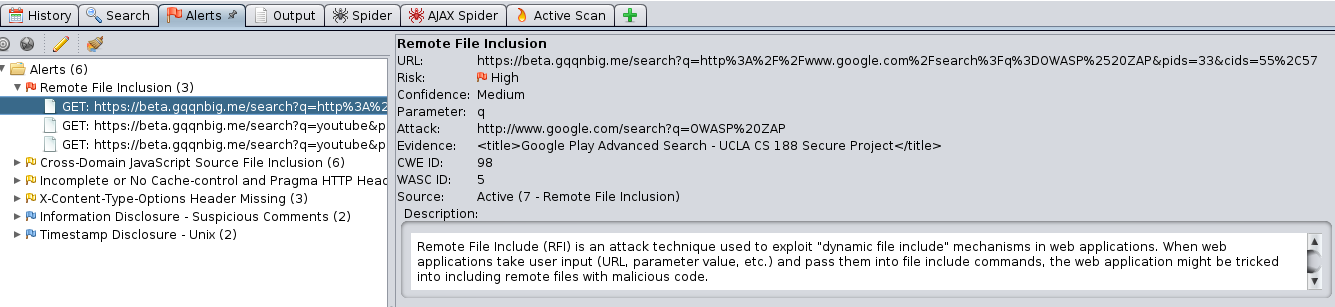 History Search Alerts Output Spider AJAX Spider Active Scan
Alerts (6)
Remote File Inclusion (3)
GET: https://beta.gqqnbig.me/search?q=http%3A%2
GET: https://beta.gqqnbig.me/search?q=youtube&p
GET: https://beta.gqqnbig.me/search?q=youtube&p
Cross-Domain JavaScript Source File Inclusion (6)
Incomplete or No Cache-control and Pragma HTTP Head
X-Content-Type-Options Header Missing (3)
Information Disclosure - Suspicious Comments (2)
Timestamp Disclosure - Unix (2)
Remote File Inclusion
URL: https://beta.gqqnbig.me/search?q=http%3A%2F%2Fwww.google.com%2Fsearch%3Fq%3DOWASP%2520ZAP&pids=33&cids=55%2C57
Risk: High
Confidence: Medium
Parameter: q
Attack: http://www.google.com/search?q=OWASP%20ZAP
Evidence: <title>Google Play Advanced Search - UCLA CS 188 Secure Project</title>
CWE ID: 98
WASC ID: 5
Source: Active (7 - Remote File Inclusion)
Description:
Remote File Include (RFI) is an attack technique used to exploit "dynamic file include" mechanisms in web applications. When web
applications take user input (URL, parameter value, etc.) and pass them into file include commands, the web application might be tricked
into including remote files with malicious code.